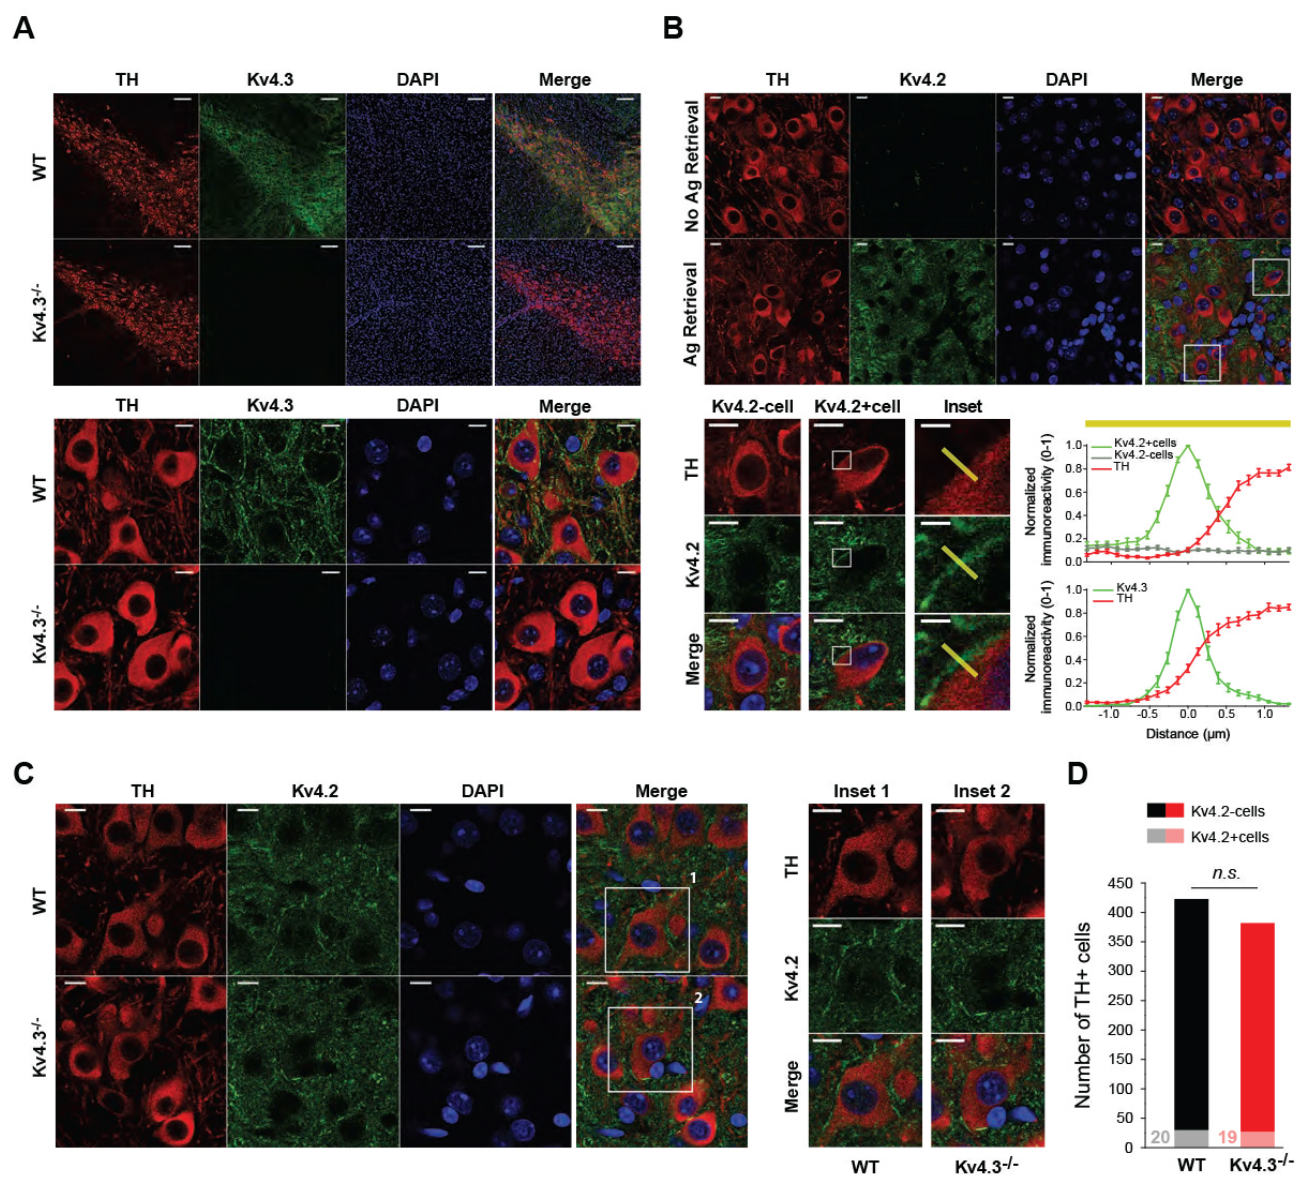 A
TH Kv4.3 DAPI Merge
WT
Kv4.3-/-
TH Kv4.3 DAPI Merge
WT
Kv4.3-/-
B
TH Kv4.2 DAPI Merge
No Ag Retrieval
Ag Retrieval
Kv4.2-cell Kv4.2+cell Inset
TH
Kv4.2
Merge
Normalized
immunoreactivity (0-1)
1.0
0.8
0.6
0.4
0.2
0.0
Kv4.2+cells
Kv4.2-cells
TH
Normalized
immunoreactivity (0-1)
1.0
0.8
0.6
0.4
0.2
0.0
Kv4.3
TH
-1.0 -0.5 0.0 0.5 1.0
Distance (µm)
C
TH Kv4.2 DAPI Merge
WT
Kv4.3-/-
1
2
Inset 1 Inset 2
TH
Kv4.2
Merge
WT Kv4.3-/-
D
Kv4.2-cells
Kv4.2+cells
n.s.
Number of TH+ cells
450
400
350
300
250
200
150
100
50
0
20 19
WT Kv4.3-/-